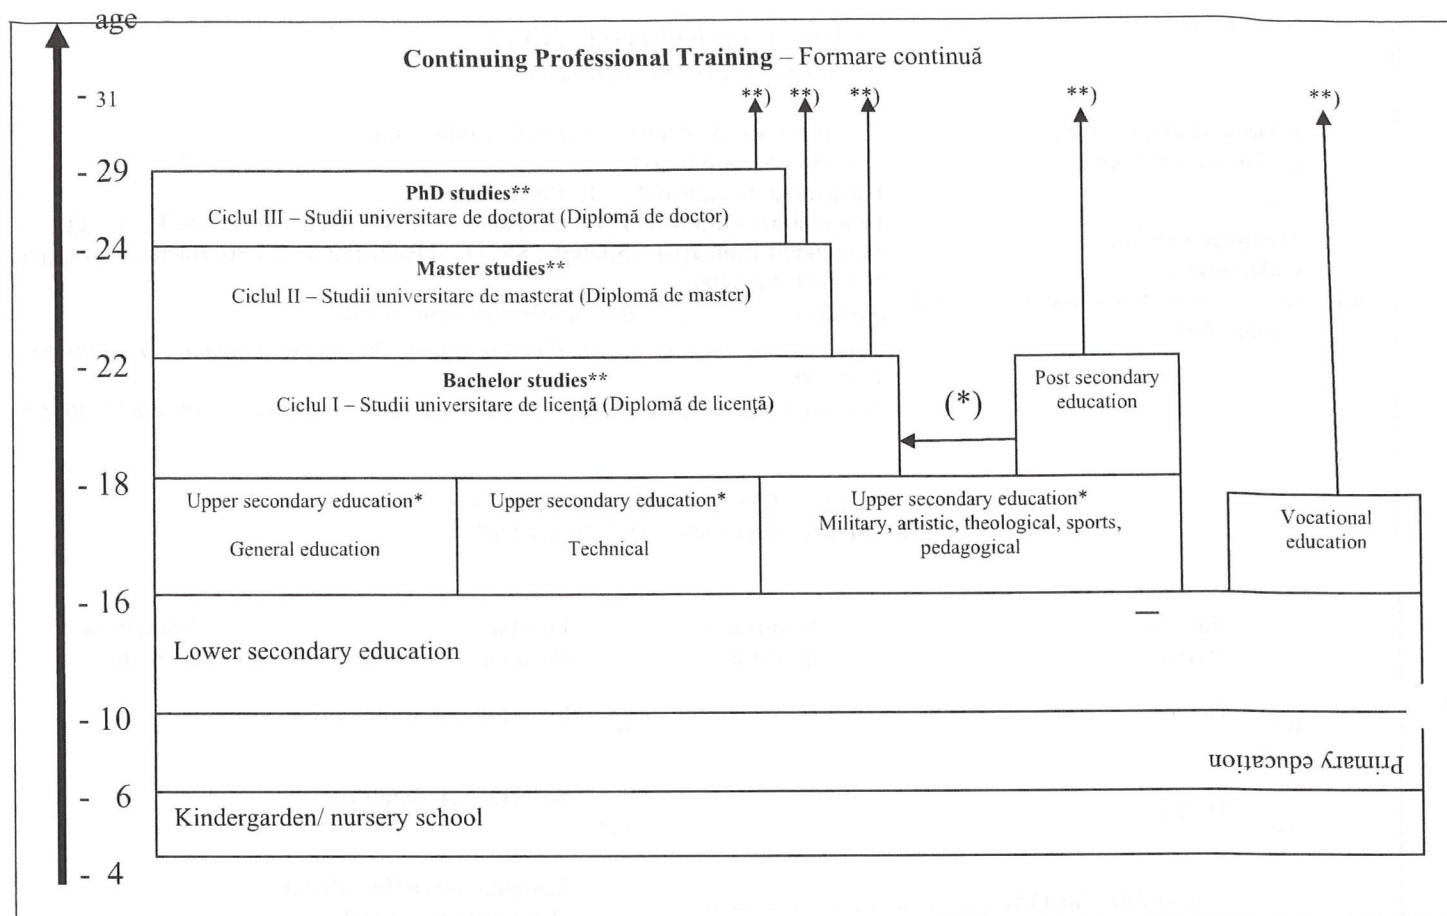 age
Continuing Professional Training – Formare continuă
- 31
**) **) **) **) **)
- 29
PhD studies**
Ciclul III – Studii universitare de doctorat (Diplomă de doctor)
- 24
Master studies**
Ciclul II – Studii universitare de masterat (Diplomă de master)
- 22
Bachelor studies**
Ciclul I – Studii universitare de licenţă (Diplomă de licenţă)
(*)
Post secondary
education
- 18
Upper secondary education*
General education
Upper secondary education*
Technical
Upper secondary education*
Military, artistic, theological, sports,
pedagogical
Vocational
education
- 16
Lower secondary education
- 10
Primary education
- 6
Kindergarden/ nursery school
- 4